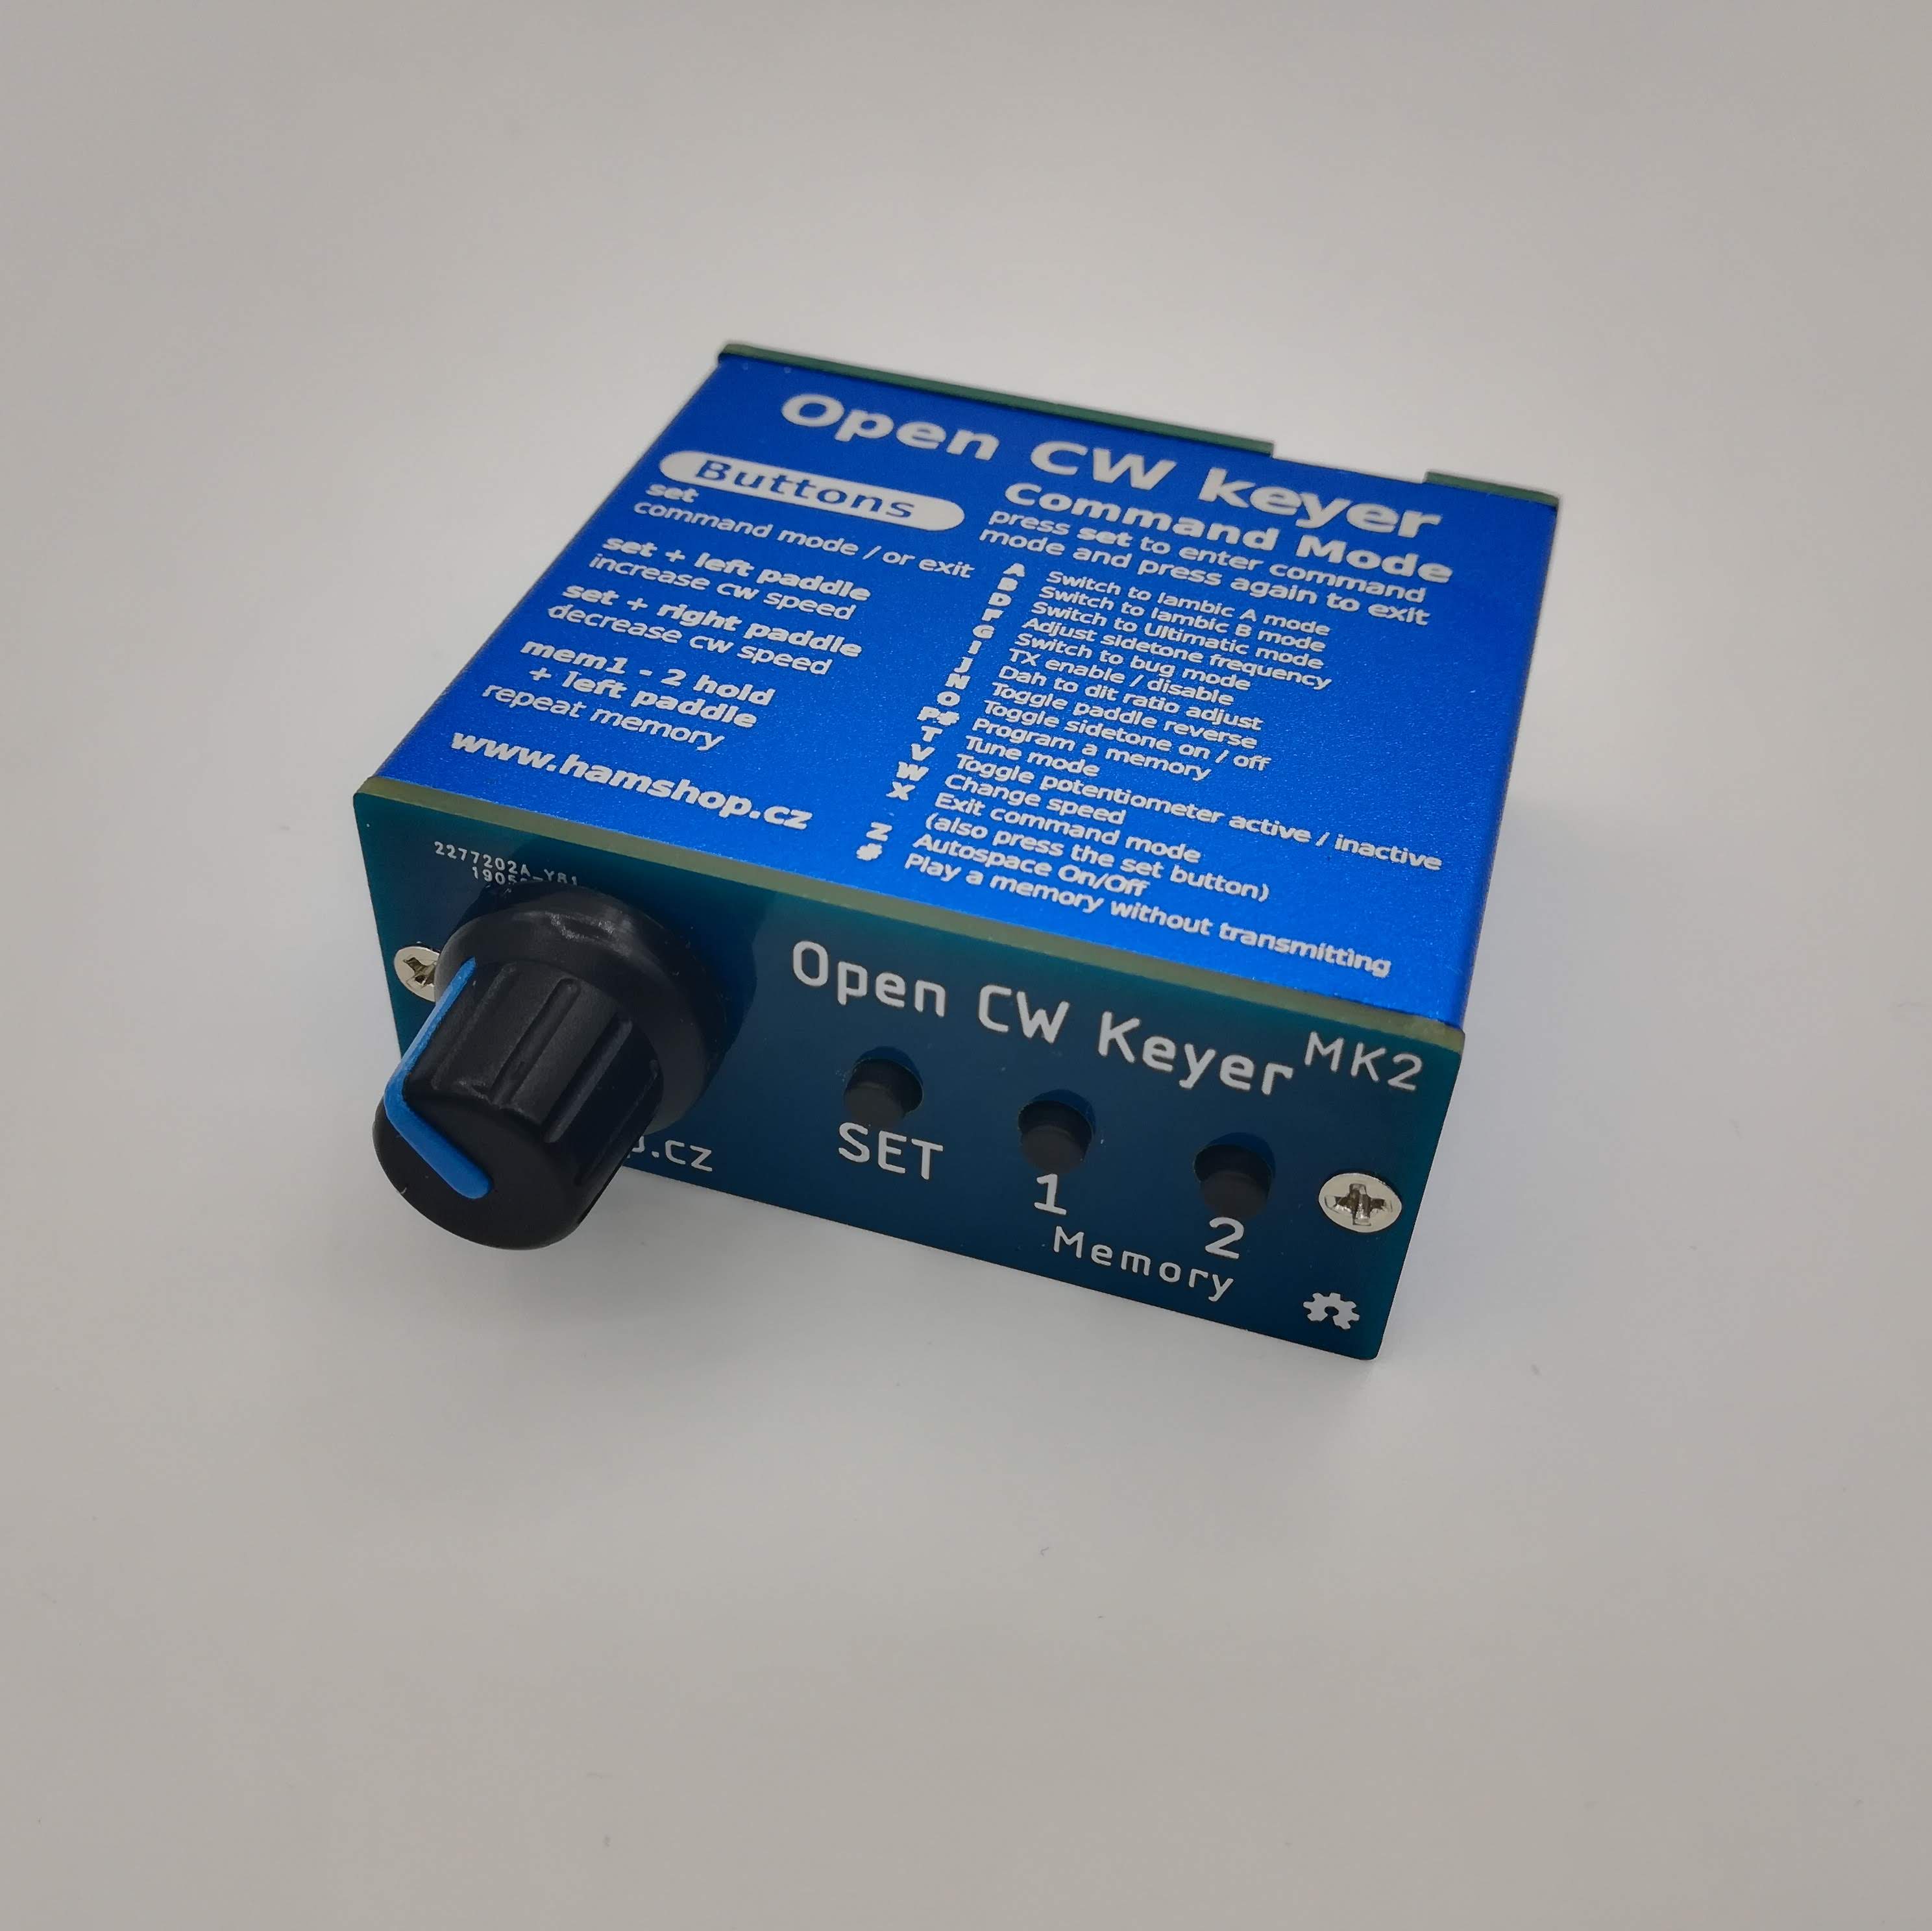 Open CW keyer
Buttons
set
command mode / or exit
set + left paddle
increase cw speed
set + right paddle
decrease cw speed
mem1 - 2 hold
+ left paddle
repeat memory
www.hamshop.cz
Command Mode
press set to enter command
mode and press again to exit
A Switch to Iambic A mode
B Switch to Iambic B mode
D Switch to Ultimatic mode
F Adjust sidetone frequency
G Switch to bug mode
I TX enable / disable
J Dah to dit ratio adjust
N Toggle paddle reverse
O Toggle sidetone on / off
P# Program a memory
T Tune mode
V Toggle potentiometer active / inactive
W Change speed
X Exit command mode
(also press the set button)
Z Autospace On/Off
# Play a memory without transmitting
2277202A-Y81
Open CW Keyer MK2
SET
1
2
Memory
.cz